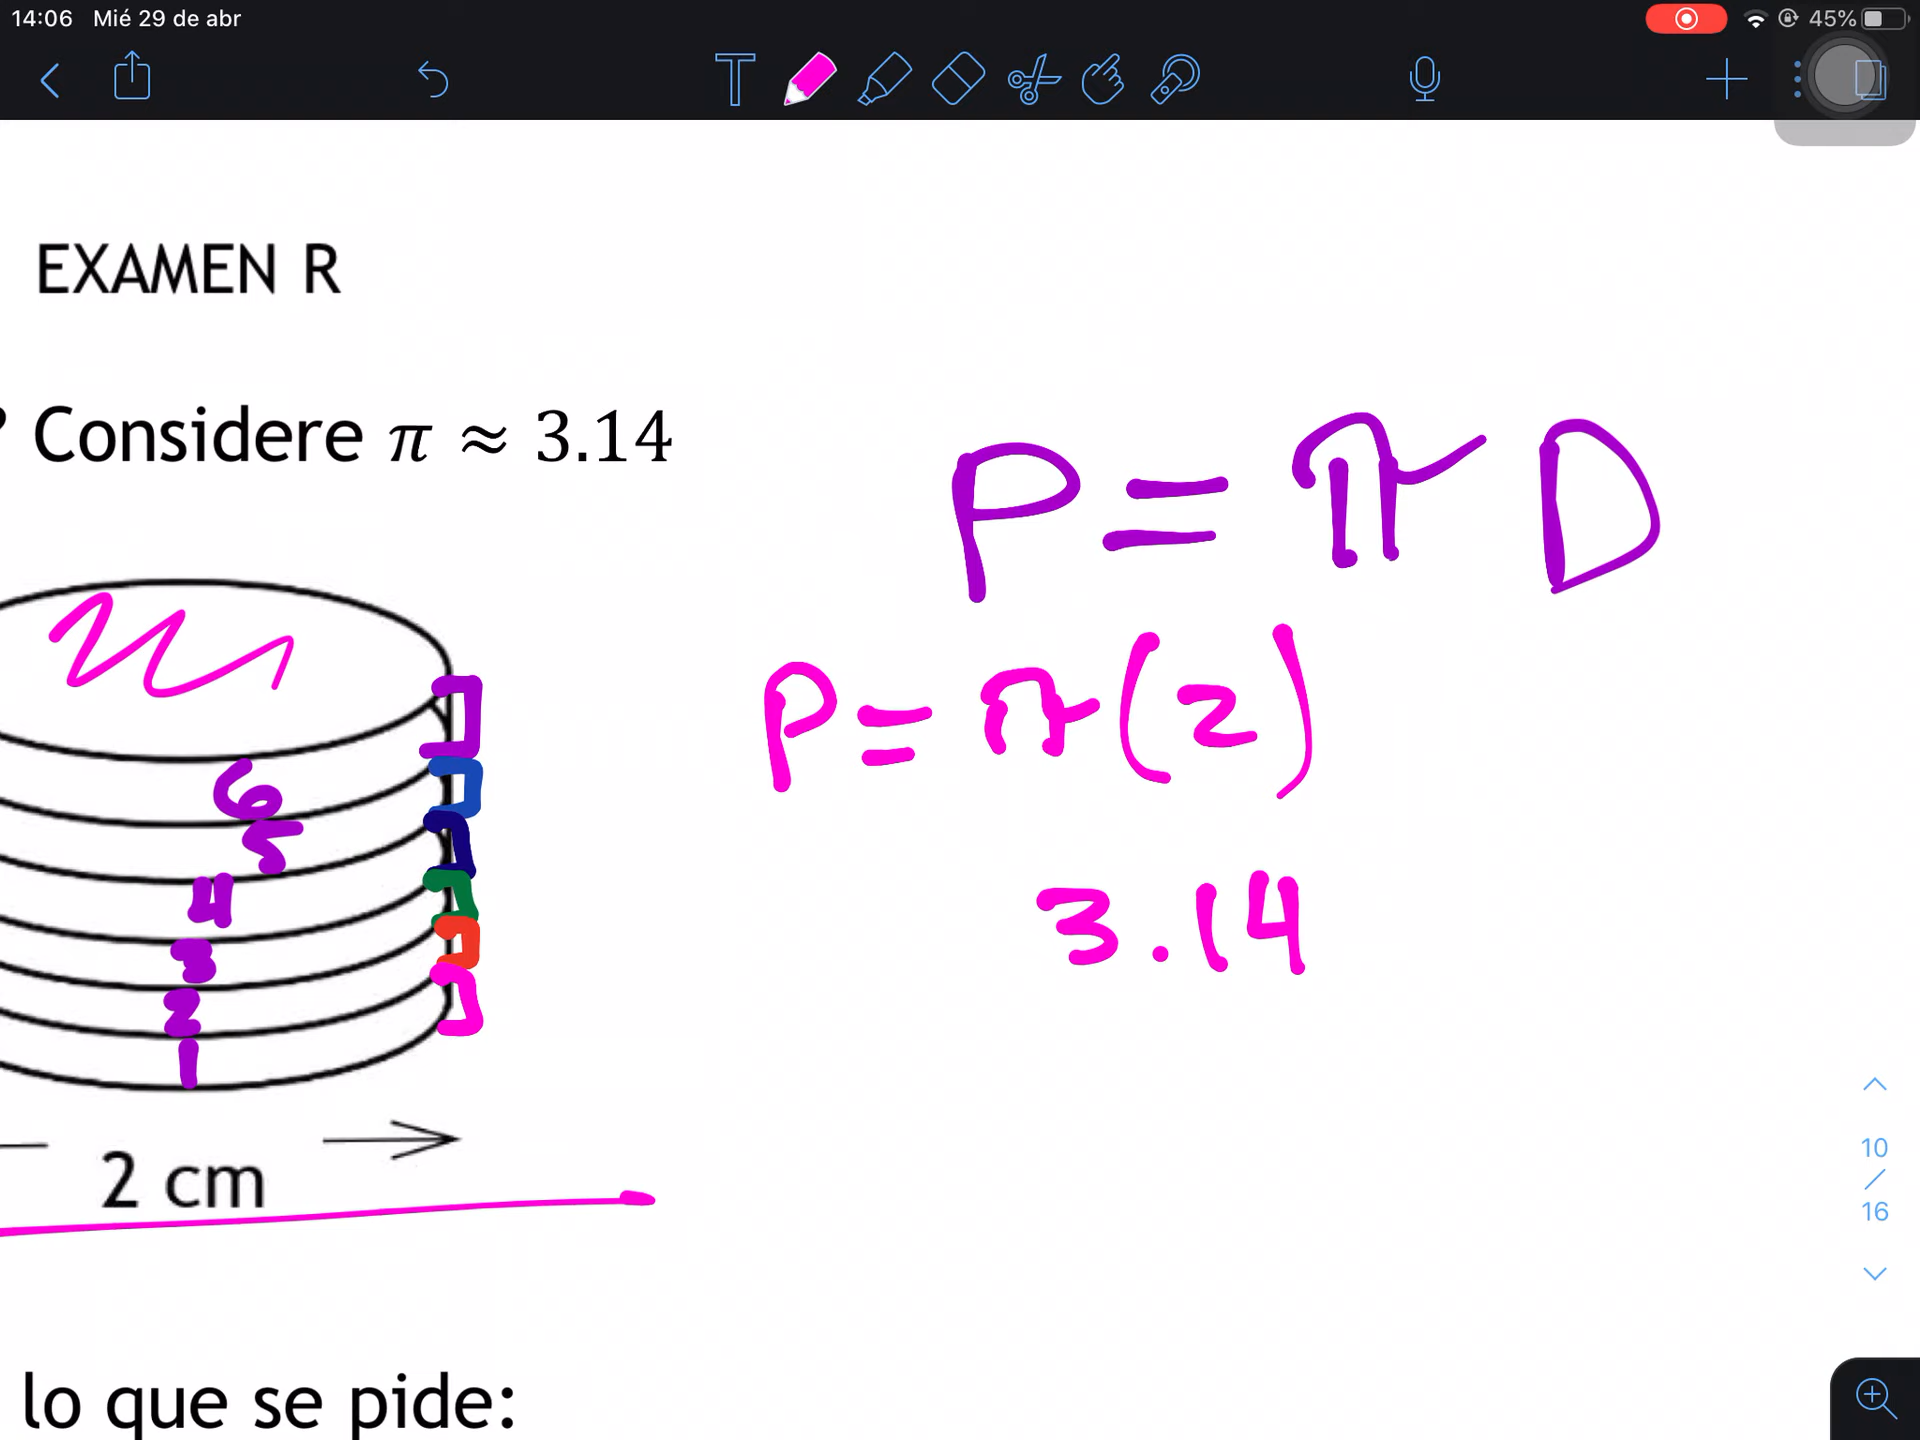 14:06 Mié 29 de abr
45%
EXAMEN R
? Considere π ≈ 3.14
P = π D
P = π (2)
3.14
6
5
4
3
2
1
2 cm
10
/
16
lo que se pide: